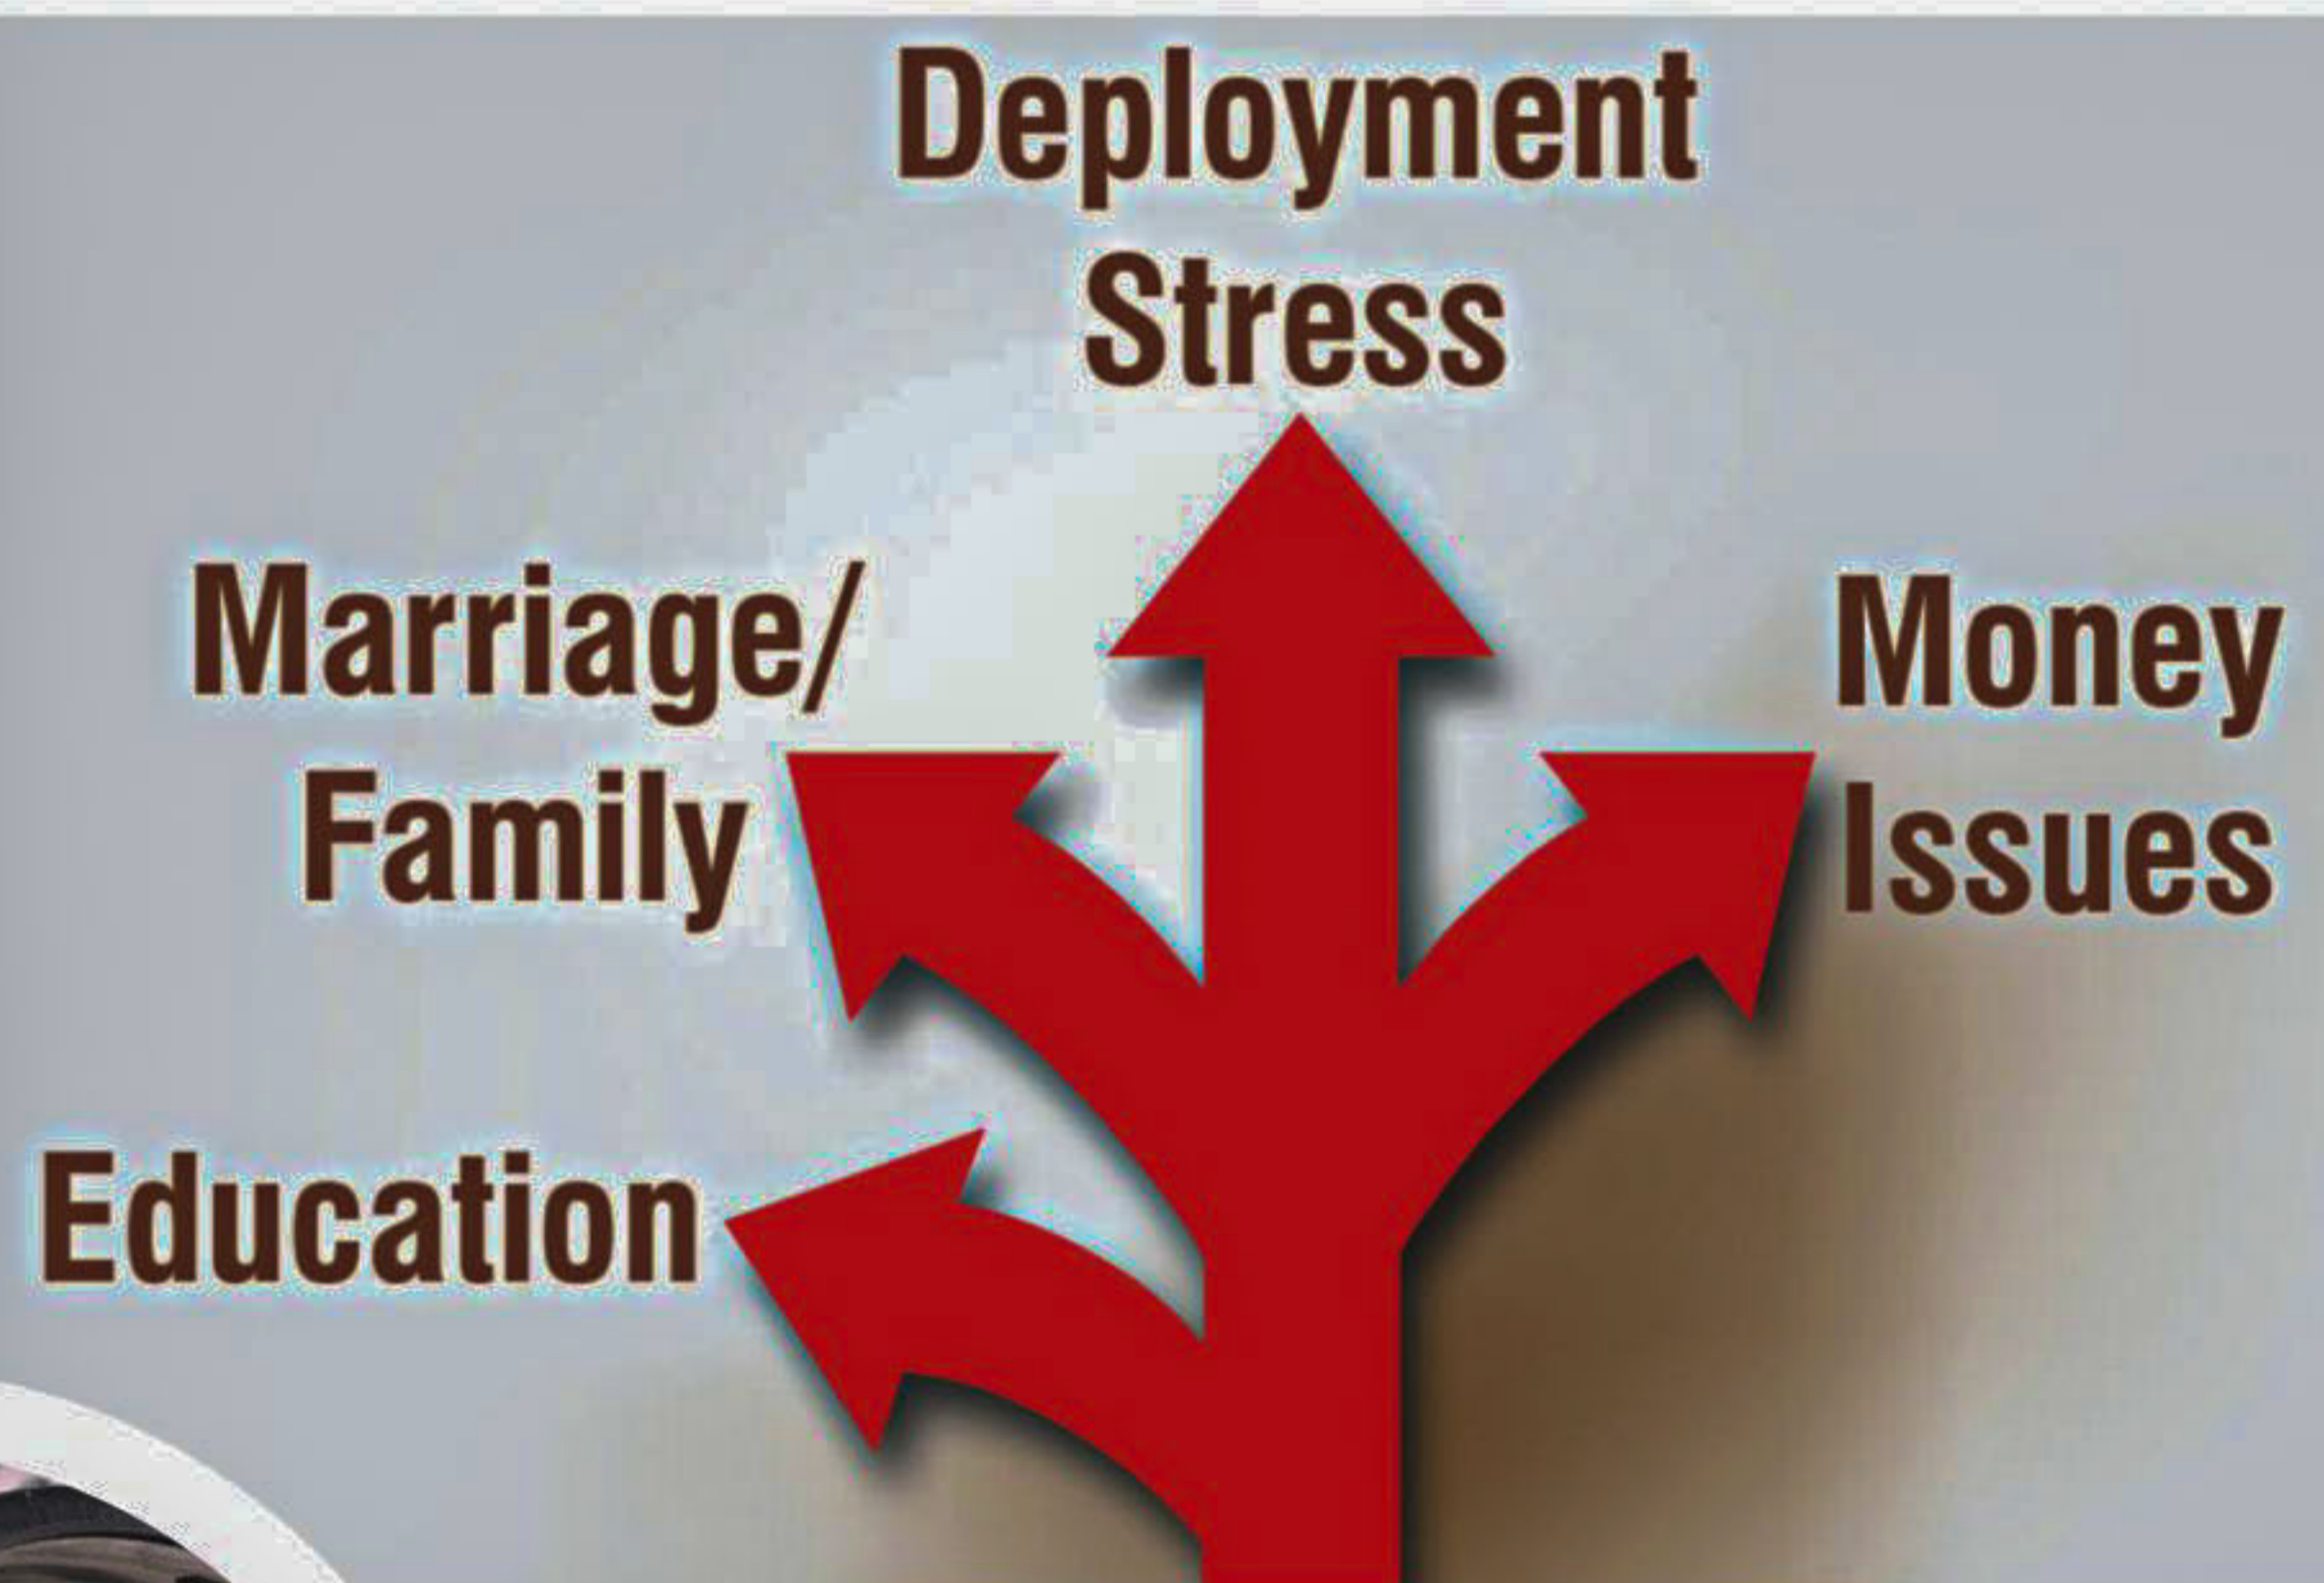 Deployment
Stress
Marriage/
Family
Money
Issues
Education